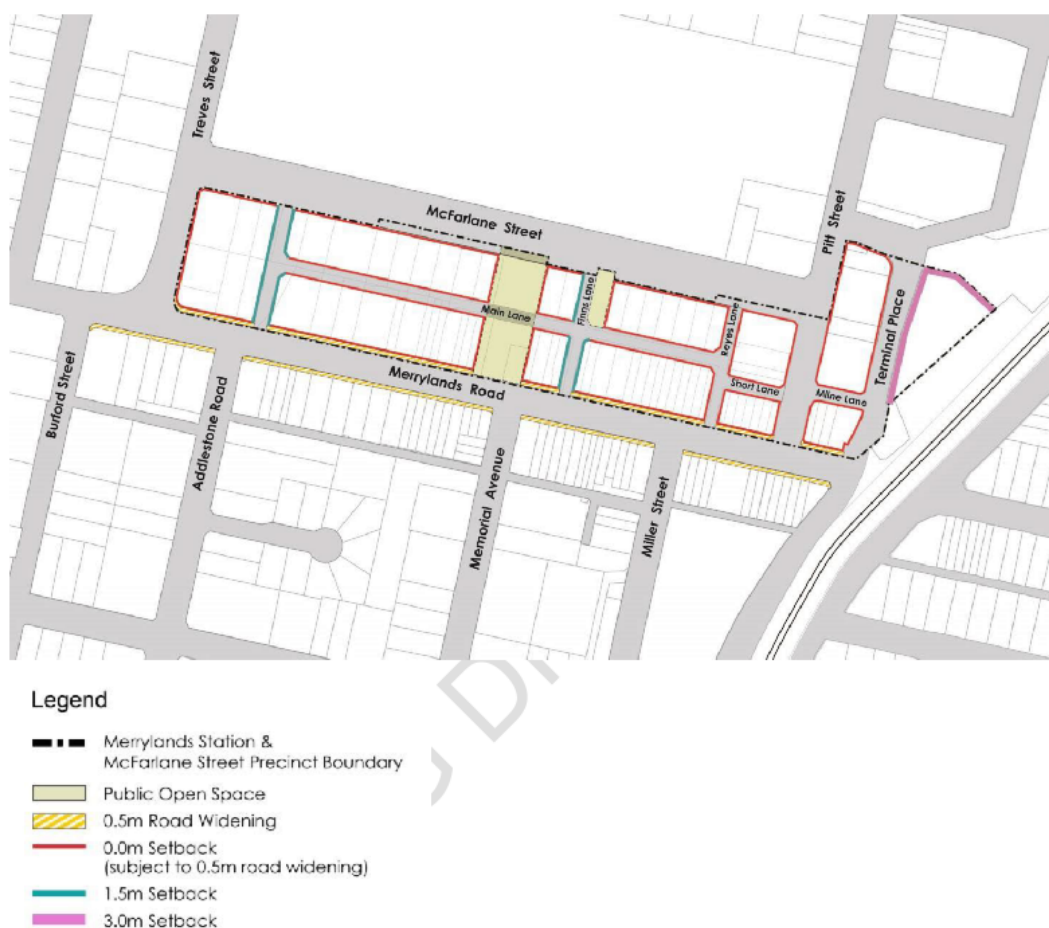 Treves Street
McFarlane Street
Pitt Street
Terminal Place
Finns Lane
Main Lane
Reyes Lane
Short Lane
Milne Lane
Merrylands Road
Burford Street
Addlestone Road
Memorial Avenue
Miller Street
Legend
Merrylands Station &
McFarlane Street Precinct Boundary
Public Open Space
0.5m Road Widening
0.0m Setback
(subject to 0.5m road widening)
1.5m Setback
3.0m Setback